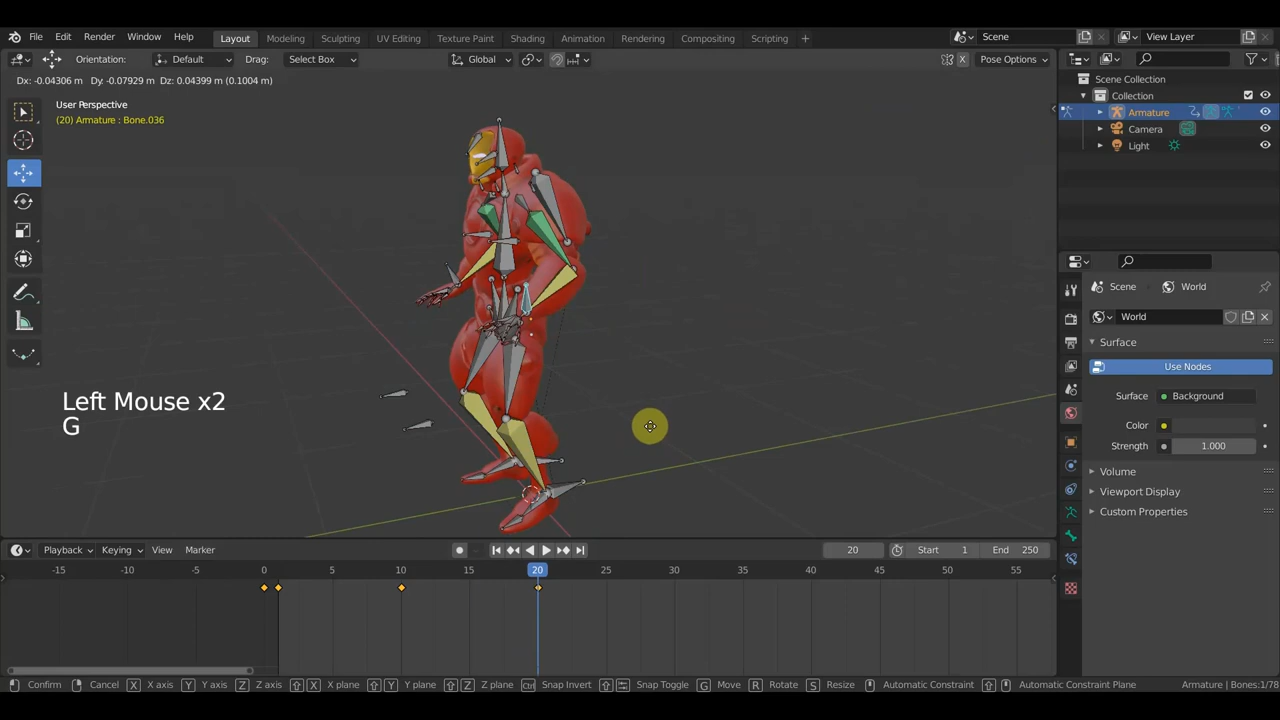 File Edit Render Window Help Layout Modeling Sculpting UV Editing Texture Paint Shading Animation Rendering Compositing Scripting + Scene View Layer
Orientation: Default Drag: Select Box Global X Pose Options
Dx: -0.04306 m Dy: -0.07929 m Dz: 0.04399 m (0.1004 m)
User Perspective
(20) Armature : Bone.036
Left Mouse x2
G
Scene Collection
Collection
Armature
Camera
Light
Scene World
World
Surface
Use Nodes
Surface Background
Color
Strength 1.000
Volume
Viewport Display
Custom Properties
Playback Keying View Marker 20 Start 1 End 250
-15 -10 -5 0 5 10 15 20 25 30 35 40 45 50 55
Confirm Cancel X X axis Y Y axis Z Z axis X X plane Y Y plane Z Z plane Ctrl Snap Invert Snap Toggle G Move R Rotate S Resize Automatic Constraint Automatic Constraint Plane Armature | Bones:1/78